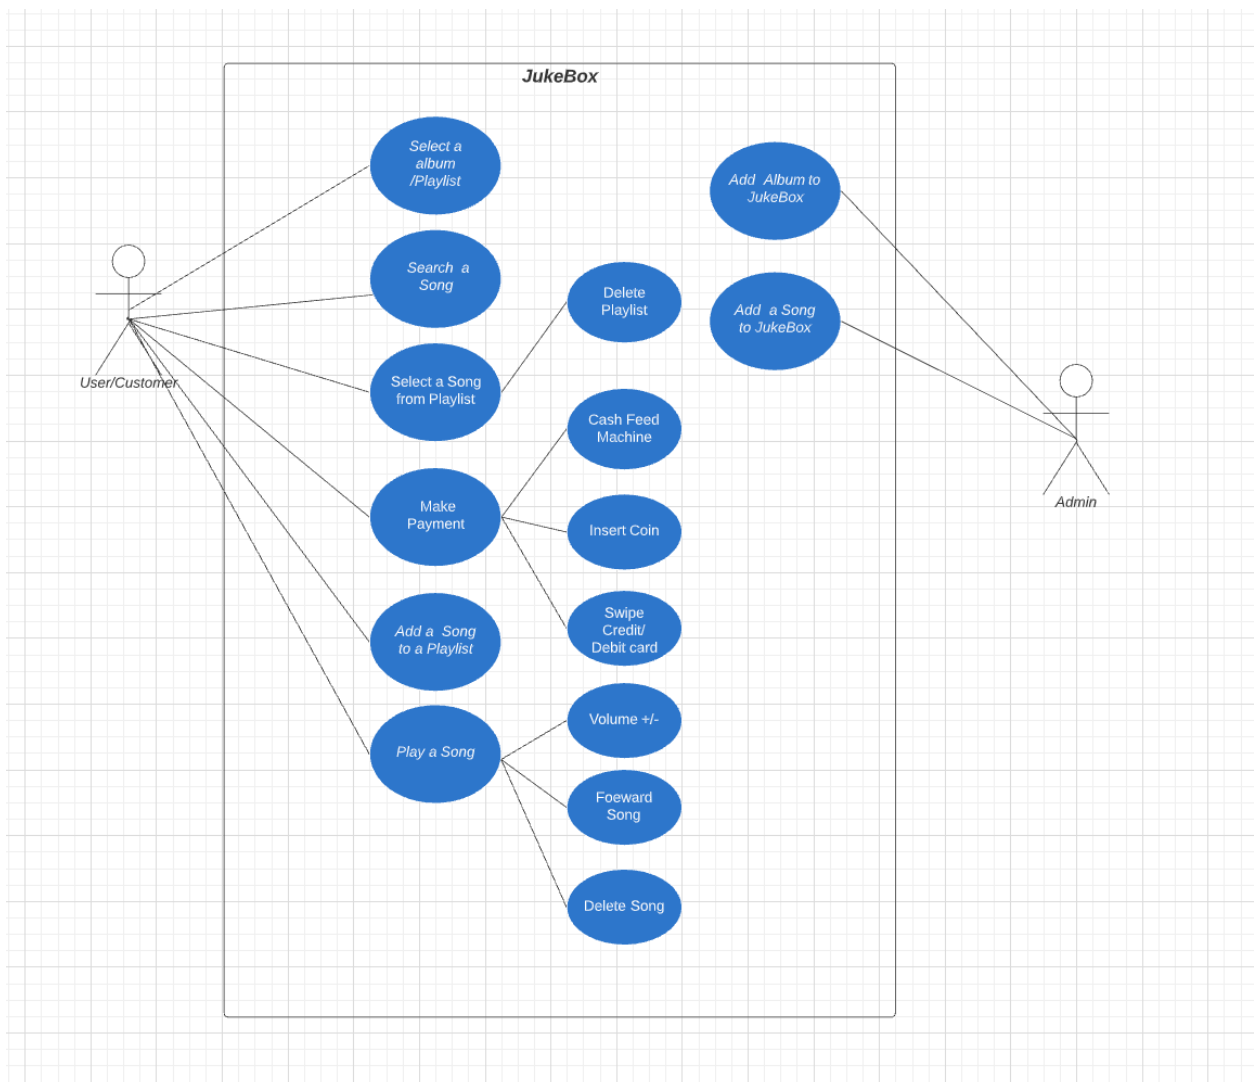 JukeBox
Select a
album
/Playlist
Search a
Song
Select a Song
from Playlist
Make
Payment
Add a Song
to a Playlist
Play a Song
Delete
Playlist
Cash Feed
Machine
Insert Coin
Swipe
Credit/
Debit card
Volume +/-
Foeward
Song
Delete Song
Add Album to
JukeBox
Add a Song
to JukeBox
User/Customer
Admin